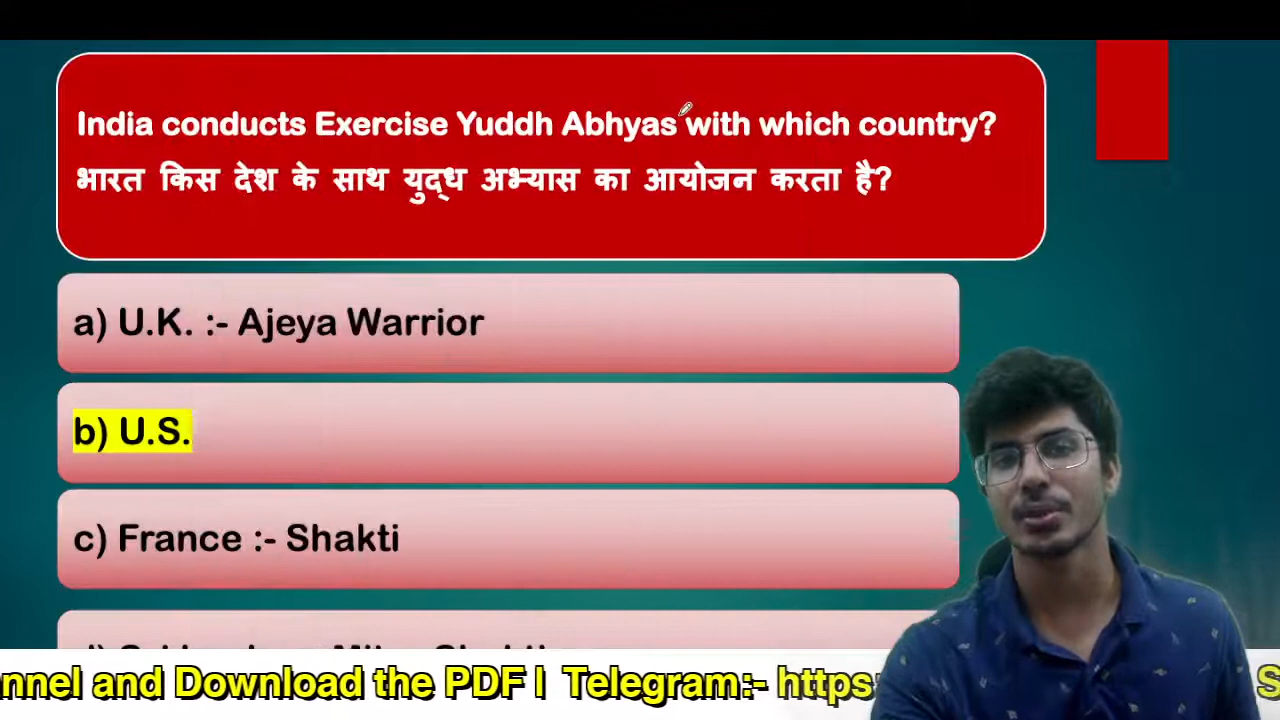 India conducts Exercise Yuddh Abhyas with which country?
भारत किस देश के साथ युद्ध अभ्यास का आयोजन करता है?
a) U.K. :- Ajeya Warrior
b) U.S.
c) France :- Shakti
nnel and Download the PDF l Telegram:- https: S